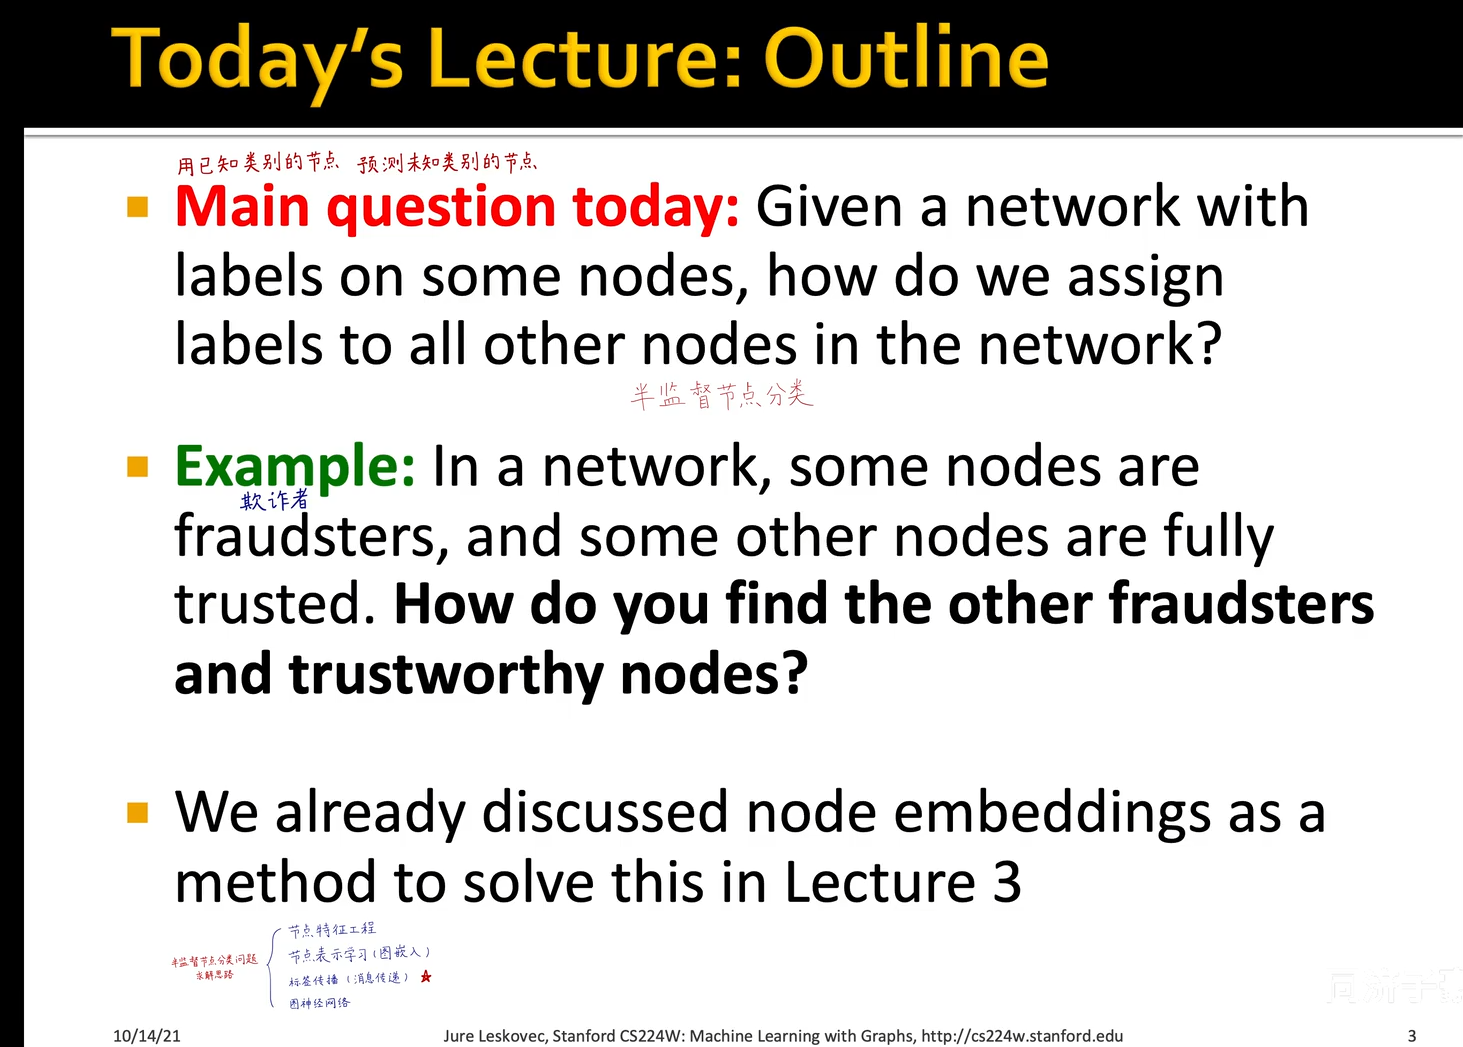 Today's Lecture: Outline
用已知类别的节点 预测未知类别的节点
Main question today: Given a network with
labels on some nodes, how do we assign
labels to all other nodes in the network?
半监督节点分类
Example: In a network, some nodes are
欺诈者
fraudsters, and some other nodes are fully
trusted. How do you find the other fraudsters
and trustworthy nodes?
We already discussed node embeddings as a
method to solve this in Lecture 3
半监督节点分类问题
求解思路
节点特征工程
节点表示学习(图嵌入)
标签传播(消息传递)
图神经网络
10/14/21
Jure Leskovec, Stanford CS224W: Machine Learning with Graphs, http://cs224w.stanford.edu
3